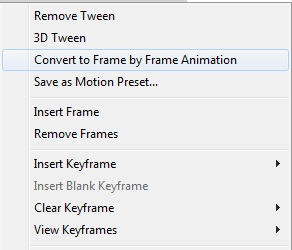 Remove Tween
3D Tween
Convert to Frame by Frame Animation
Save as Motion Preset...
Insert Frame
Remove Frames
Insert Keyframe
Insert Blank Keyframe
Clear Keyframe
View Keyframes